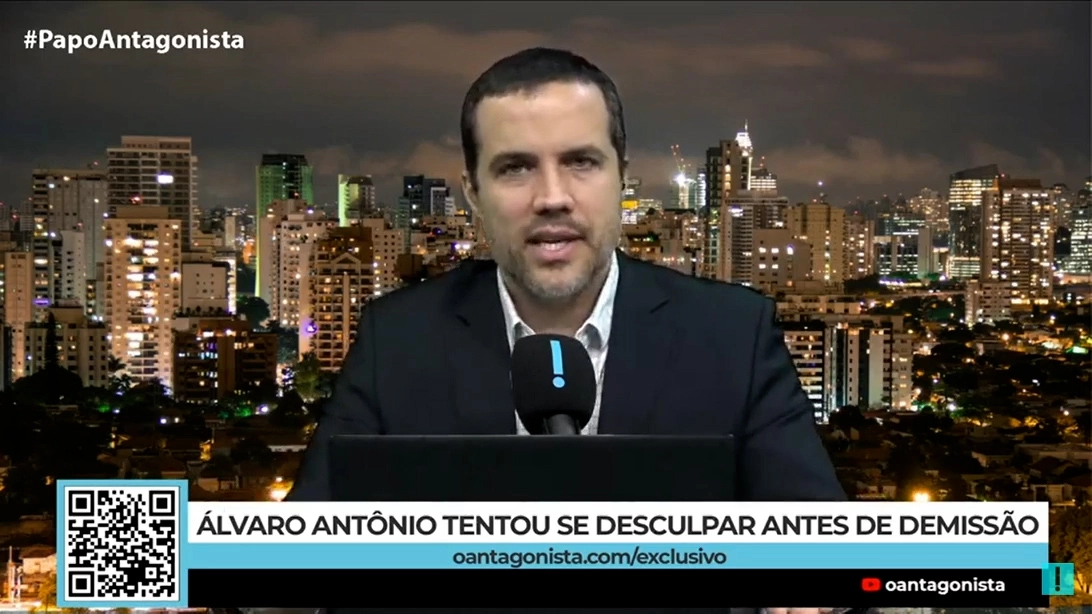 #PapoAntagonista
!
ÁLVARO ANTÔNIO TENTOU SE DESCULPAR ANTES DE DEMISSÃO
oantagonista.com/exclusivo
oantagonista
!